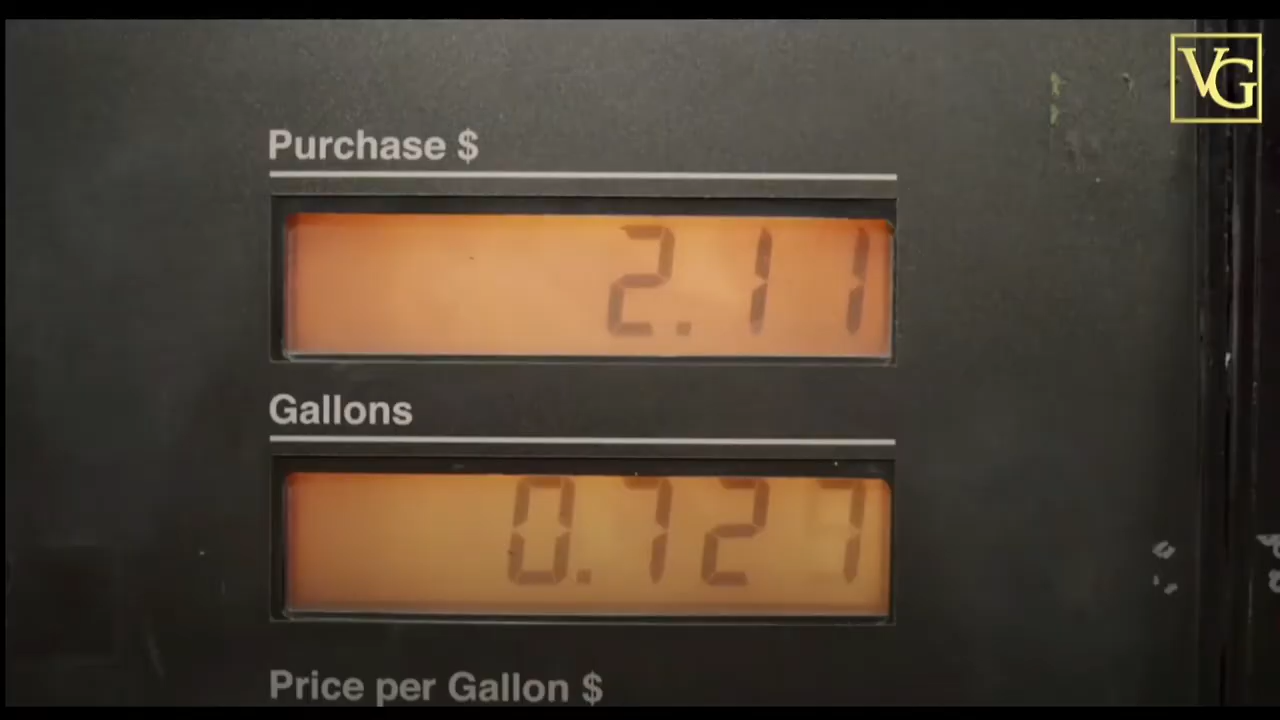 VG
Purchase $
2.11
Gallons
0.727
Price per Gallon $